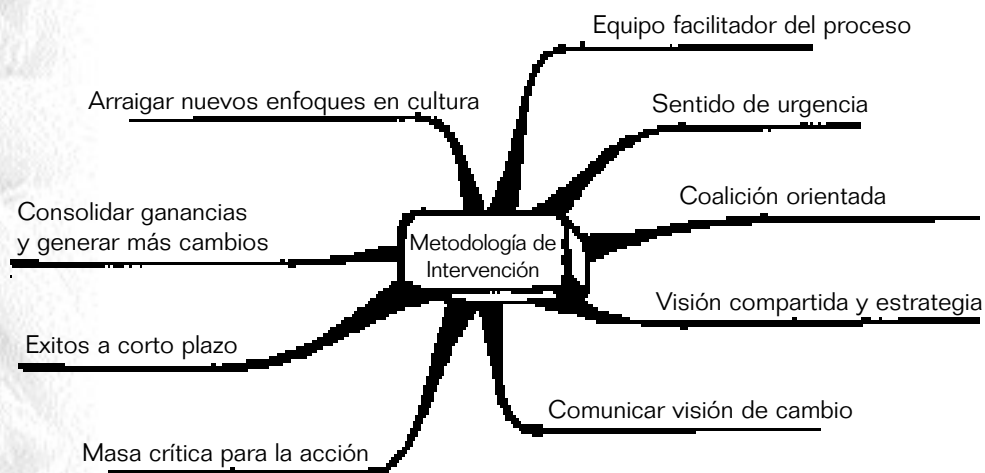 Equipo facilitador del proceso
Arraigar nuevos enfoques en cultura
Sentido de urgencia
Coalición orientada
Consolidar ganancias
y generar más cambios
Metodología de
Intervención
Visión compartida y estrategia
Exitos a corto plazo
Comunicar visión de cambio
Masa crítica para la acción